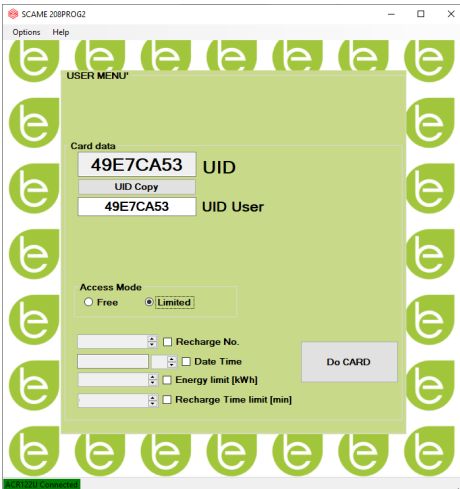 SCAME 208PROG2
Options Help
USER MENU'
Card data
49E7CA53 UID
UID Copy
49E7CA53 UID User
Access Mode
Free Limited
Recharge No.
Date Time
Do CARD
Energy limit [kWh]
Recharge Time limit [min]
ACR122U Connected